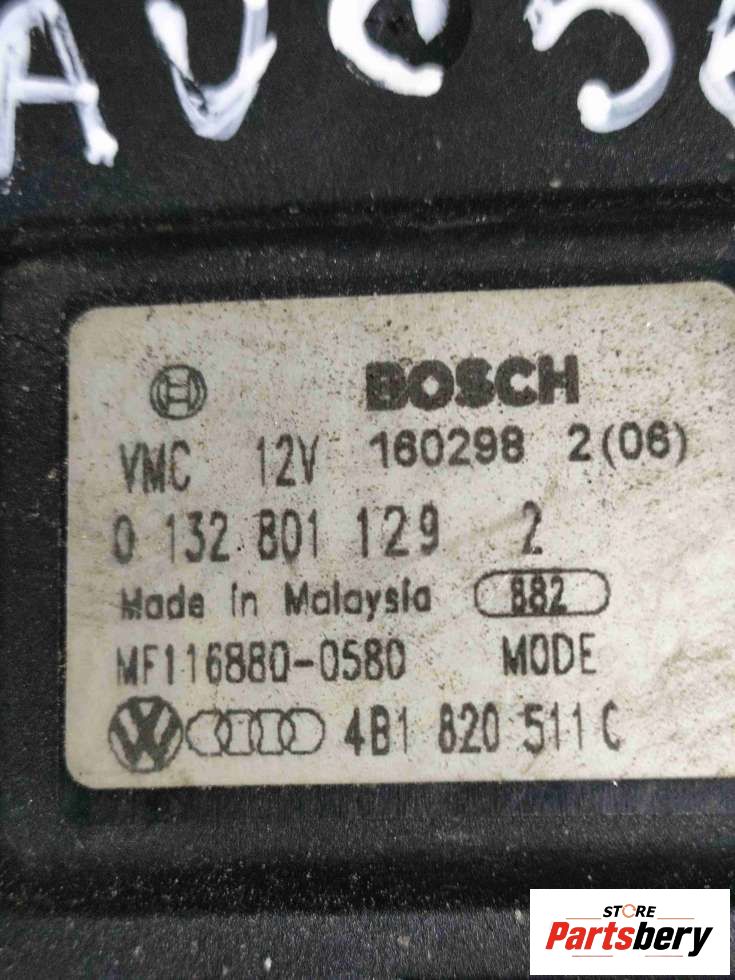 BOSCH
VMC 12V 160298 2(06)
0 132 801 129 2
Made in Malaysia 882
MF116880-0580 MODE
4B1 820 511 C
STORE
Partsbery